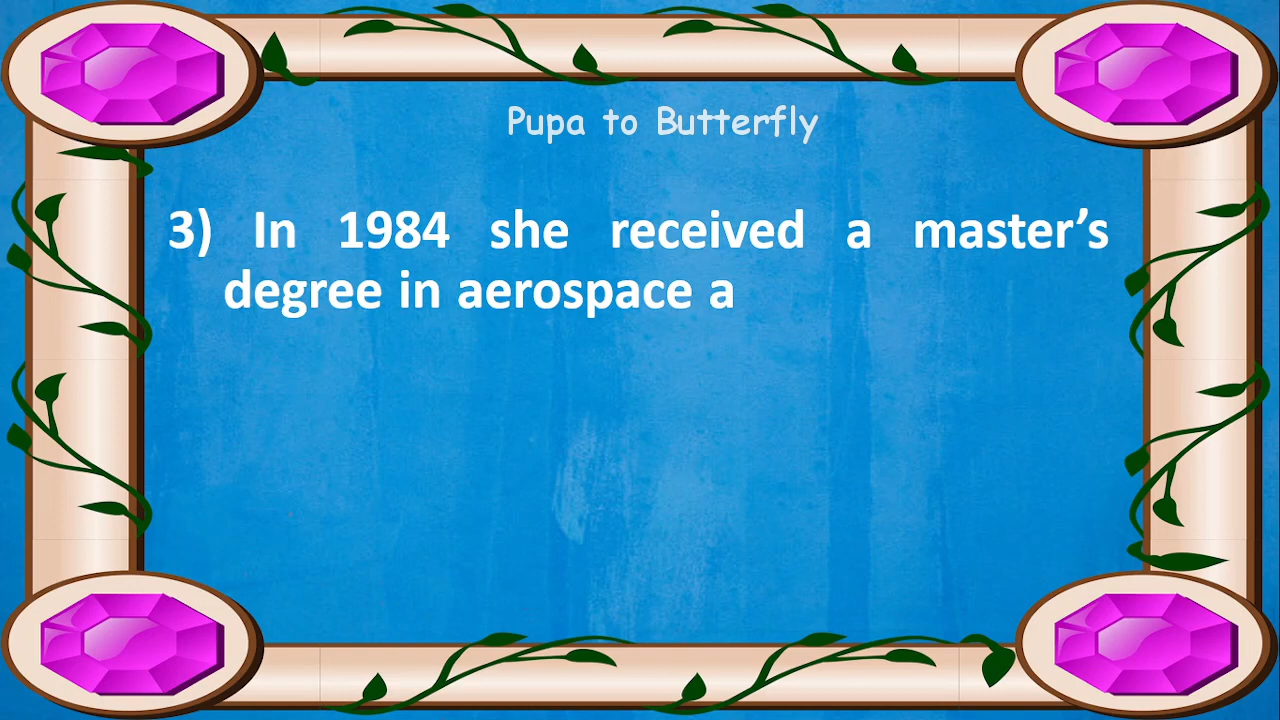 Pupa to Butterfly
3) In 1984 she received a master’s
degree in aerospace a